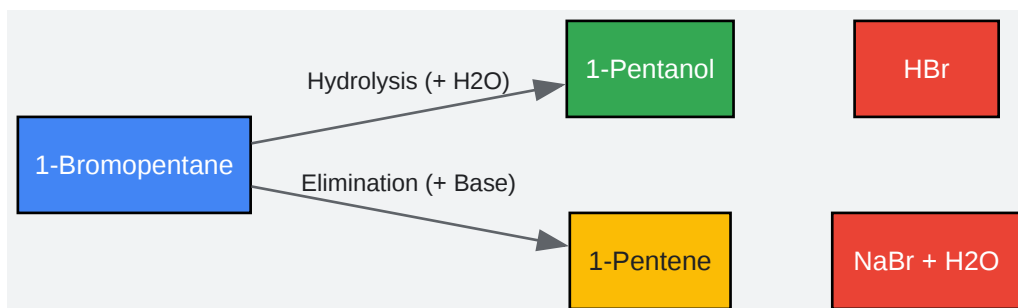 1-Pentanol
HBr
Hydrolysis (+ H2O)
1-Bromopentane
Elimination (+ Base)
1-Pentene
NaBr + H2O